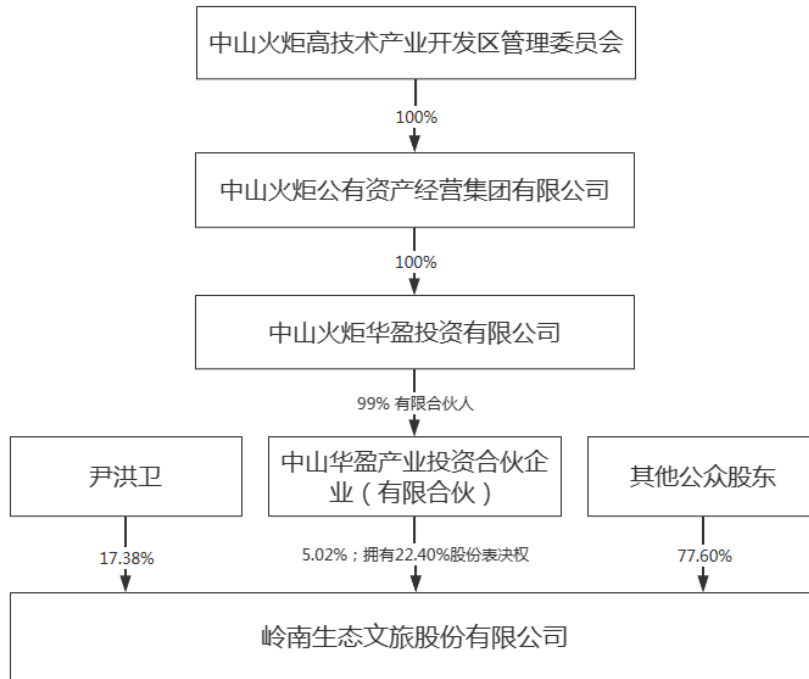 中山火炬高技术产业开发区管理委员会
100%
中山火炬公有资产经营集团有限公司
100%
中山火炬华盈投资有限公司
99% 有限合伙人
尹洪卫
中山华盈产业投资合伙企
业（有限合伙）
其他公众股东
17.38%
5.02%；拥有22.40%股份表决权
77.60%
岭南生态文旅股份有限公司